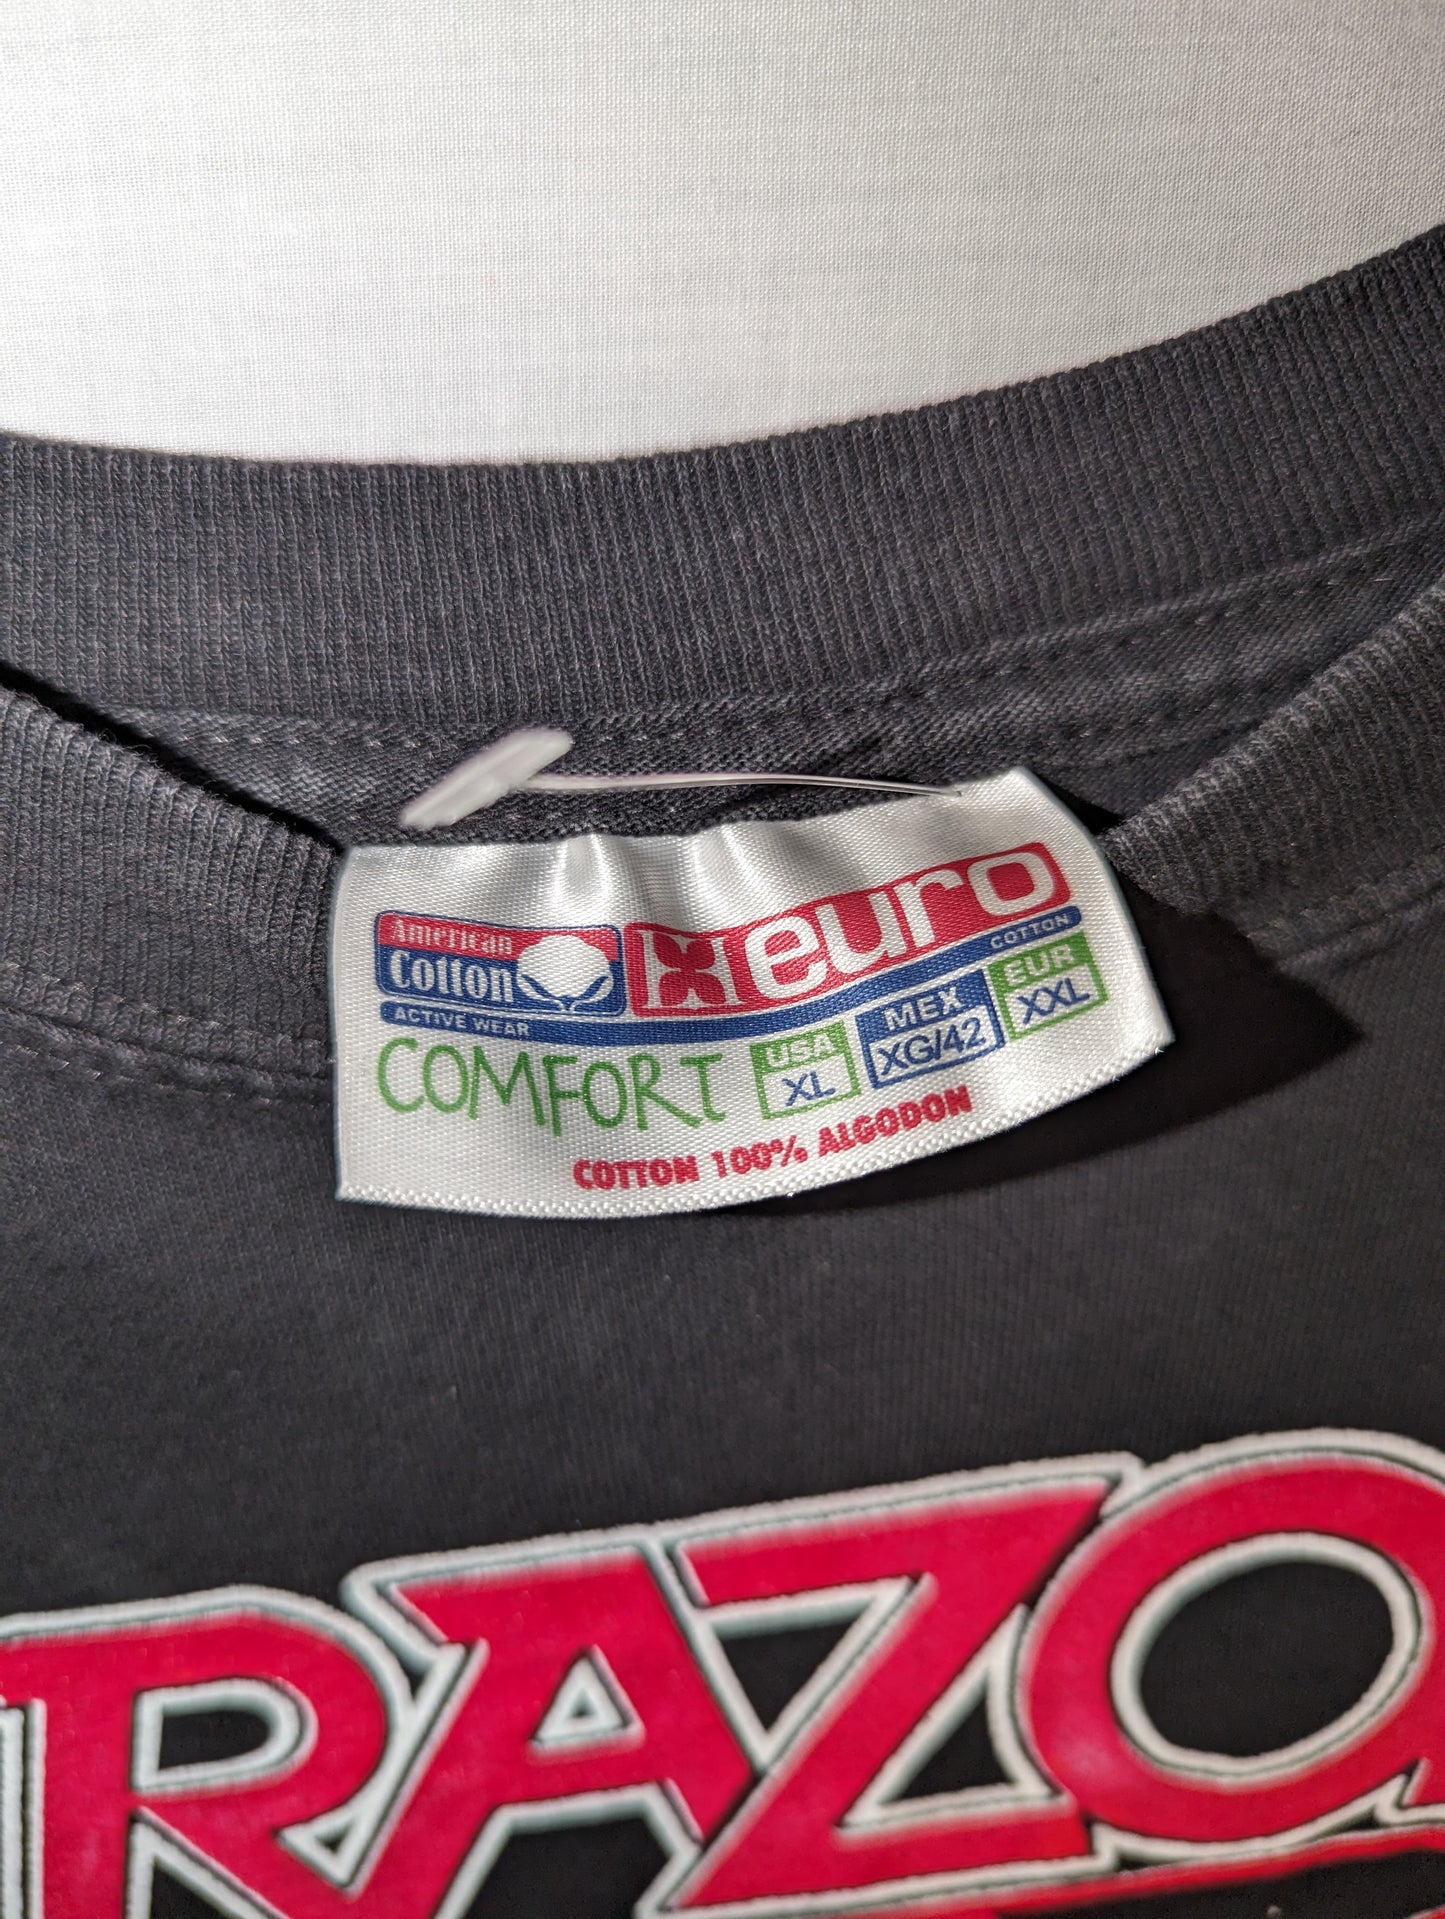 American
Cotton
euro
COTTON
ACTIVE WEAR
COMFORT
USA
XL
MEX
XG/42
EUR
XXL
COTTON 100% ALGODON
RAZO